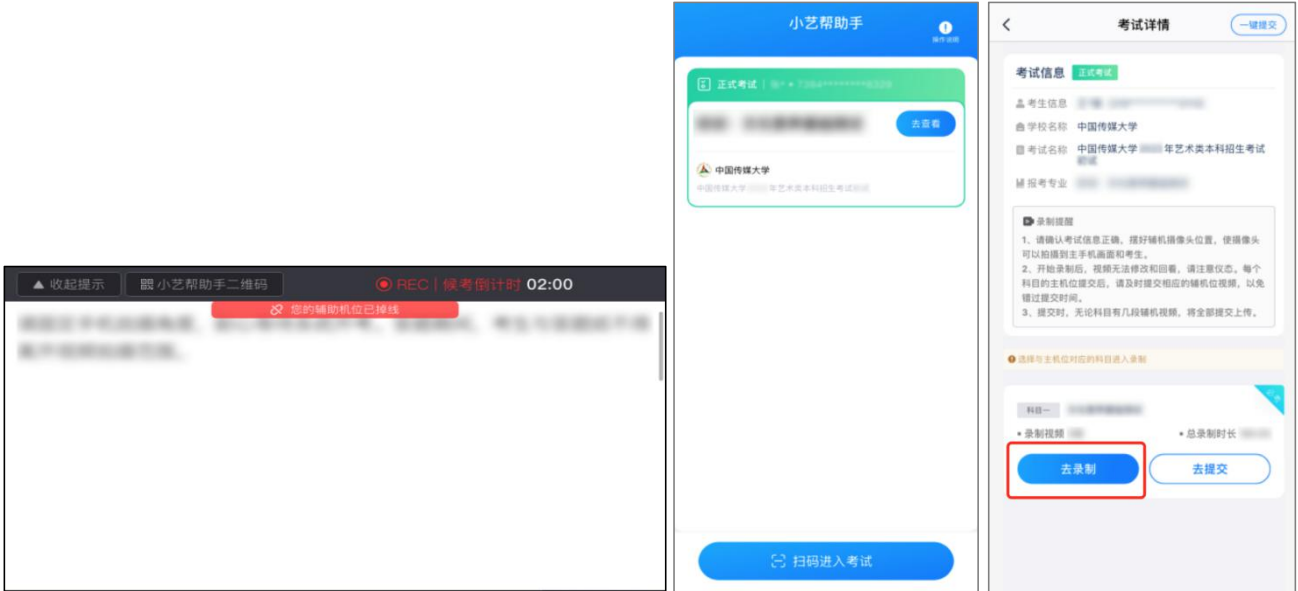 ▲ 收起提示
小艺帮助手二维码
REC | 候考倒计时 02:00
您的辅助机位已掉线
小艺帮助手
操作说明
正式考试
去查看
中国传媒大学
中国传媒大学 年艺术类本科招生考试
扫码进入考试
考试详情
一键提交
考试信息 正式考试
考生信息
学校名称 中国传媒大学
考试名称 中国传媒大学 年艺术类本科招生考试
初试
报考专业
录制提醒
1、请确认考试信息正确，摆好辅机摄像头位置，使摄像头
可以拍摄到主手机画面和考生。
2、开始录制后，视频无法修改和回看，请注意仪态。每个
科目的主机位提交后，请及时提交相应的辅机位视频，以免
错过提交时间。
3、提交时，无论科目有几段辅机视频，将全部提交上传。
选择与主机位对应的科目进入录制
科目一
• 录制视频
• 总录制时长
去录制
去提交